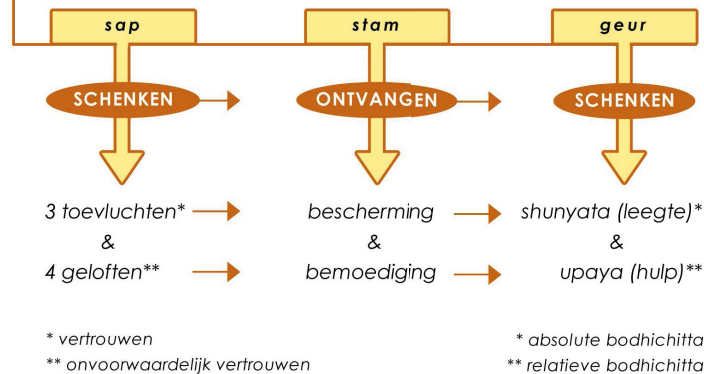 sap stam geur
SCHENKEN ONTVANGEN SCHENKEN
3 toevluchten* bescherming shunyata (leegte)*
& & &
4 geloften** bemoediging upaya (hulp)**
* vertrouwen * absolute bodhichitta
** onvoorwaardelijk vertrouwen ** relatieve bodhichitta